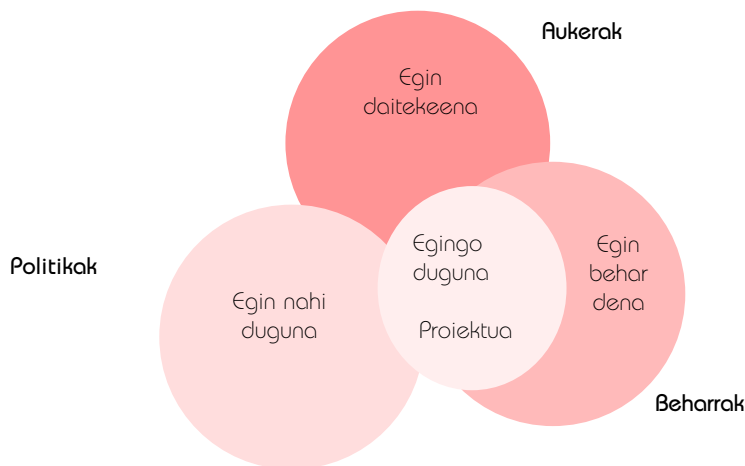 Aukerak
Egin
daitekeena
Egingo
duguna
Proiektua
Egin
behar
dena
Politikak
Egin nahi
duguna
Beharrak